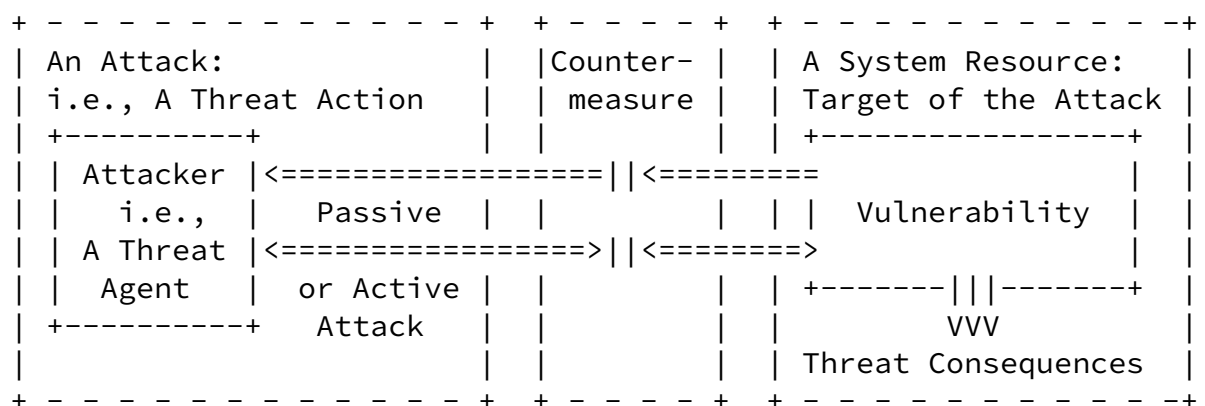 An Attack: Counter- A System Resource:
i.e., A Threat Action measure Target of the Attack
Attacker
i.e., Passive Vulnerability
A Threat
Agent or Active
Attack VVV
Threat Consequences